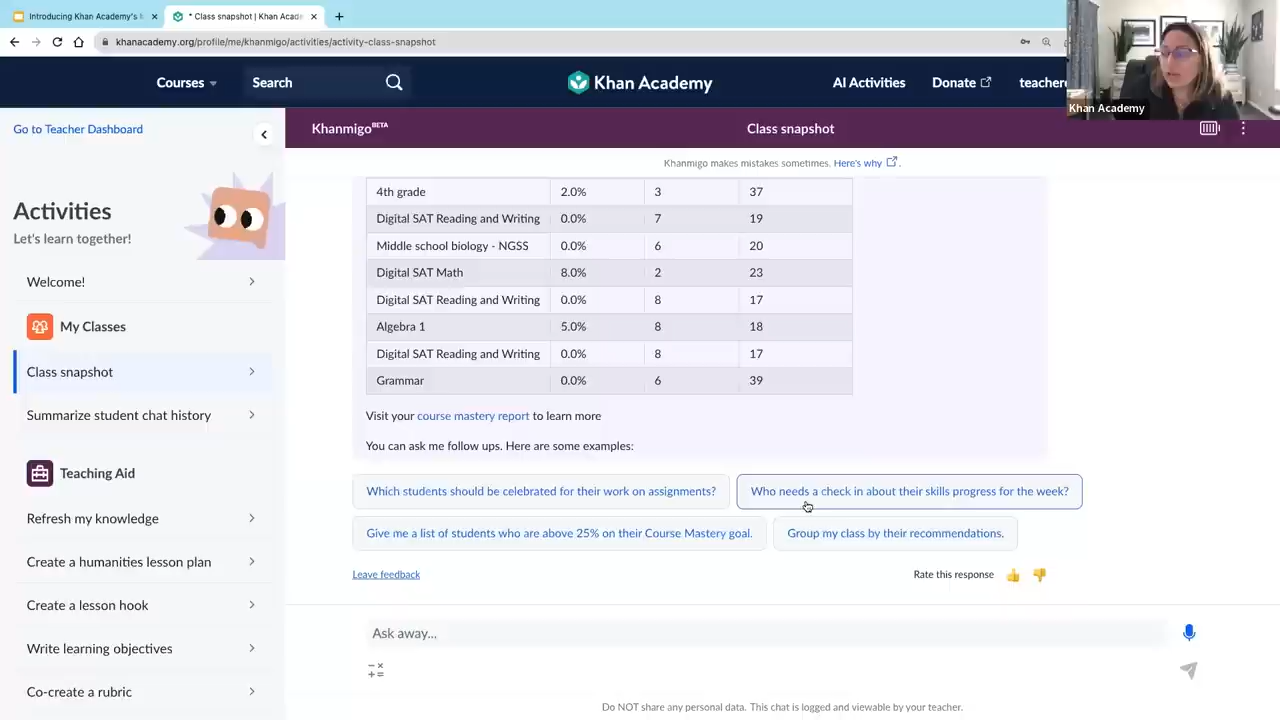 Introducing Khan Academy's
* Class snapshot | Khan Acade
khanacademy.org/profile/me/khanmigo/activities/activity-class-snapshot
Courses
Search
Khan Academy
AI Activities
Donate
Khan Academy
Go to Teacher Dashboard
Khanmigo BETA
Class snapshot
Khanmigo makes mistakes sometimes. Here's why .
Activities
Let's learn together!
Welcome!
My Classes
Class snapshot
Summarize student chat history
Teaching Aid
Refresh my knowledge
Create a humanities lesson plan
Create a lesson hook
Write learning objectives
Co-create a rubric
4th grade 2.0% 3 37
Digital SAT Reading and Writing 0.0% 7 19
Middle school biology - NGSS 0.0% 6 20
Digital SAT Math 8.0% 2 23
Digital SAT Reading and Writing 0.0% 8 17
Algebra 1 5.0% 8 18
Digital SAT Reading and Writing 0.0% 8 17
Grammar 0.0% 6 39
Visit your course mastery report to learn more
You can ask me follow ups. Here are some examples:
Which students should be celebrated for their work on assignments?
Who needs a check in about their skills progress for the week?
Give me a list of students who are above 25% on their Course Mastery goal.
Group my class by their recommendations.
Leave feedback
Rate this response
Ask away...
Do NOT share any personal data. This chat is logged and viewable by your teacher.